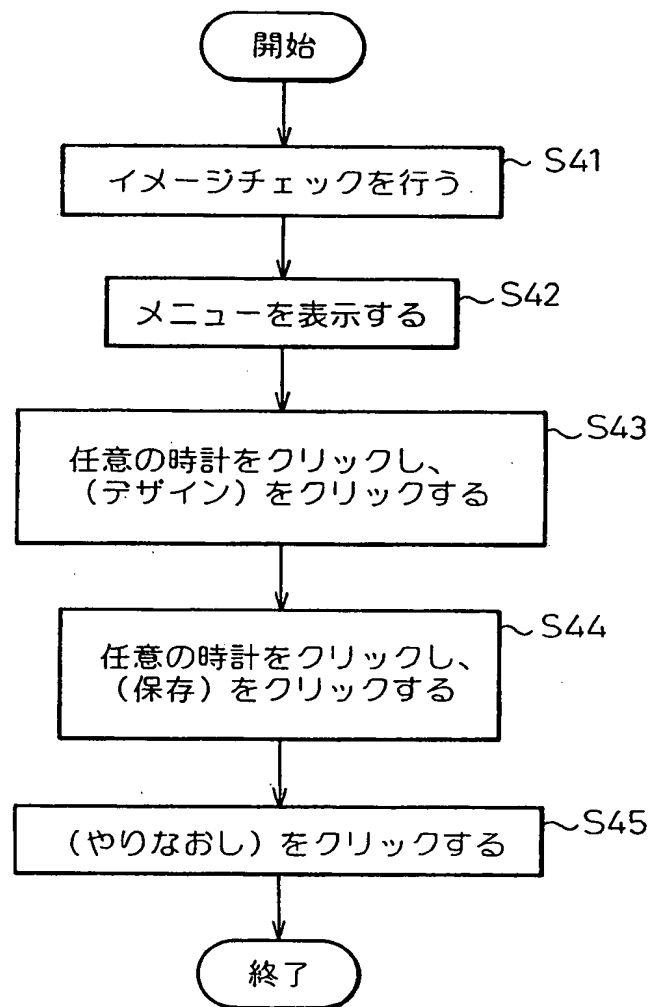 開始
イメージチェックを行う
S41
メニューを表示する
S42
任意の時計をクリックし、
(デザイン)をクリックする
S43
任意の時計をクリックし、
(保存)をクリックする
S44
(やりなおし)をクリックする
S45
終了